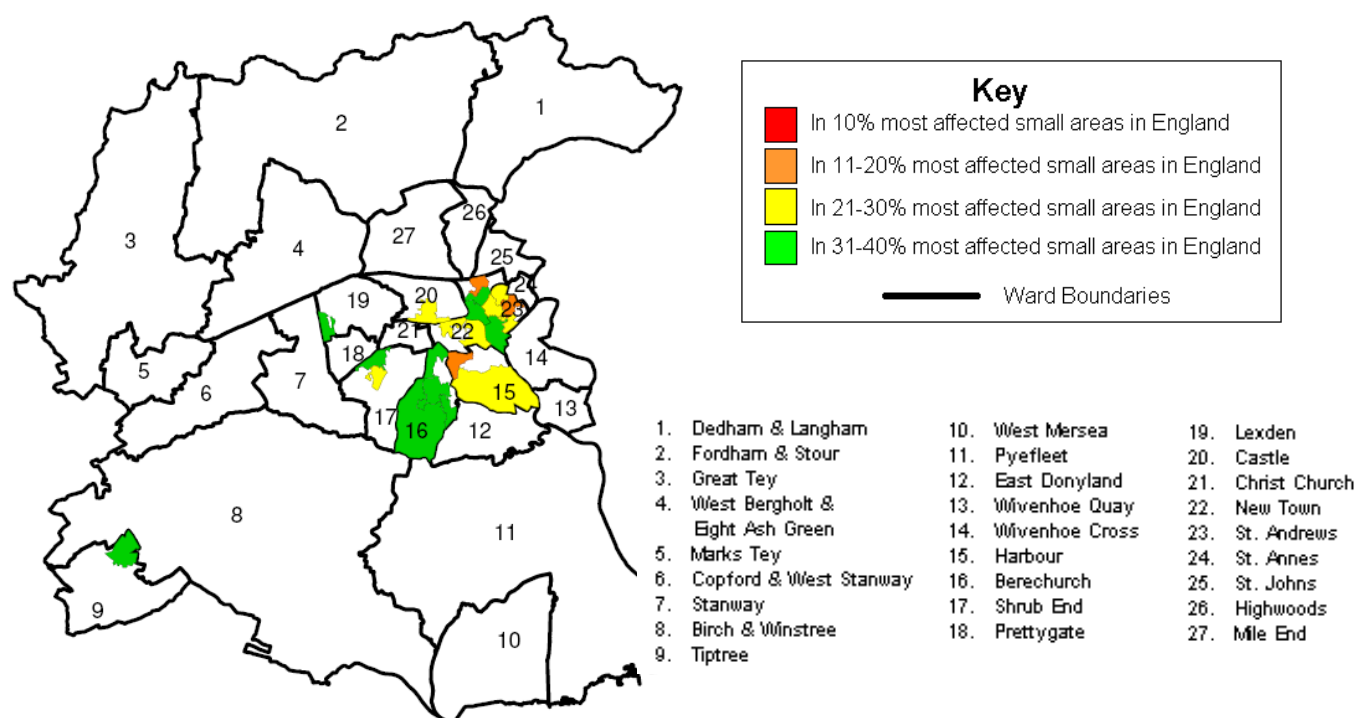 Key
In 10% most affected small areas in England
In 11-20% most affected small areas in England
In 21-30% most affected small areas in England
In 31-40% most affected small areas in England
Ward Boundaries
1
2
26
27
3
4
25
24
19
20
23
21
22
18
14
5
7
6
15
13
17
16
12
8
11
9
10
1. Dedham & Langham
2. Fordham & Stour
3. Great Tey
4. West Bergholt &
Eight Ash Green
5. Marks Tey
6. Copford & West Stanway
7. Stanway
8. Birch & Winstree
9. Tiptree
10. West Mersea
11. Pyefleet
12. East Donyland
13. Wivenhoe Quay
14. Wivenhoe Cross
15. Harbour
16. Berechurch
17. Shrub End
18. Prettygate
19. Lexden
20. Castle
21. Christ Church
22. New Town
23. St. Andrews
24. St. Annes
25. St. Johns
26. Highwoods
27. Mile End